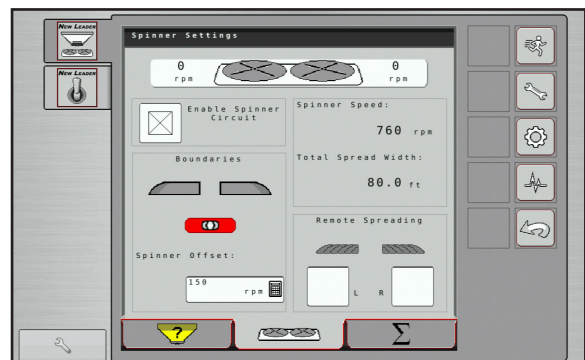 NEW LEADER
Spinner Settings
0
rpm
0
rpm
NEW LEADER
Enable Spinner
Circuit
Spinner Speed:
760 rpm
Total Spread Width:
80.0 ft
Boundaries
Spinner Offset:
150
rpm
Remote Spreading
L
R
?
Σ